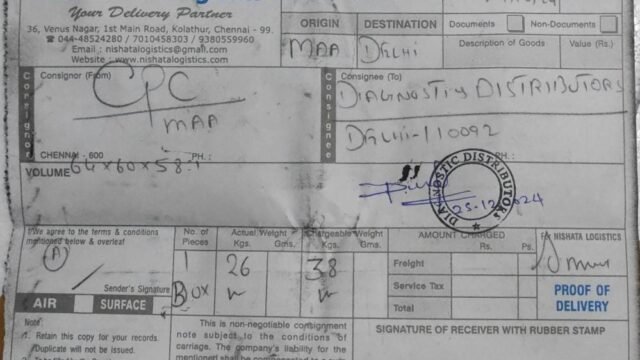 Your Delivery Partner
36, Venus Nagar, 1st Main Road, Kolathur, Chennai - 99.
044-48524280 / 7010458303 / 9380559960
Email : nishatalogistics@gmail.com
Website : www.nishatalogistics.com
ORIGIN DESTINATION Documents Non-Documents
MAA DELHI Description of Goods Value (Rs.)
Consignor
Consignor (From)
CPC
MAA
CHENNAI - 600 PH. :
Consignee
Consignee (To)
DIAGNOSTIC DISTRIBUTORS
DELHI-110092
PH. :
VOLUME 64x60x58.1
DIAGNOSTIC DISTRIBUTORS
25-12-2024
I/We agree to the terms & conditions
mentioned below & overleaf
(A)
Sender's Signature
AIR SURFACE
No. of Pieces Actual Weight Kgs. Gms. Chargeable Weight Kgs. Gms.
1 26 38
Box
AMOUNT CHARGED
Rs. Ps.
Freight
Service Tax
Total
For NISHATA LOGISTICS
PROOF OF
DELIVERY
Note
1. Retain this copy for your records.
Duplicate will not be issued.
This is non-negotiable consignment
note subject to the conditions of
carriage. The company's liability for the
SIGNATURE OF RECEIVER WITH RUBBER STAMP